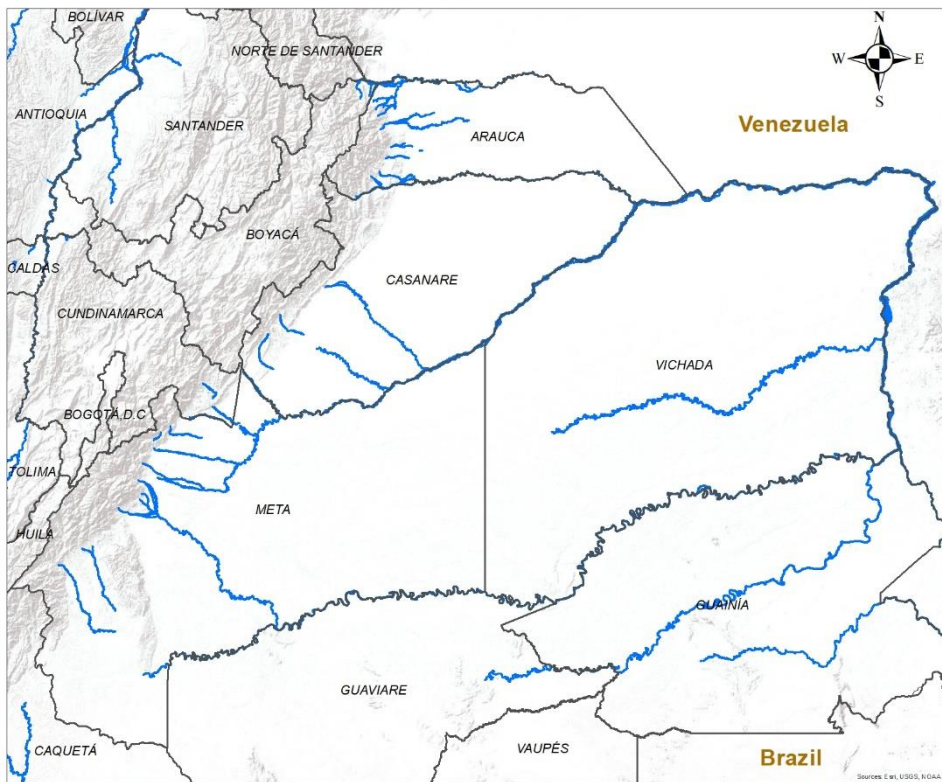 BOLÍVAR
N
NORTE DE SANTANDER
W
E
S
ANTIOQUIA
SANTANDER
Venezuela
ARAUCA
BOYACÁ
CALDAS
CASANARE
CUNDINAMARCA
VICHADA
BOGOTÁ,D.C
TOLIMA
META
HUILA
GUAINÍA
GUAVIARE
CAQUETÁ
VAUPÉS
Brazil
Sources: Esri, USGS, NOAA